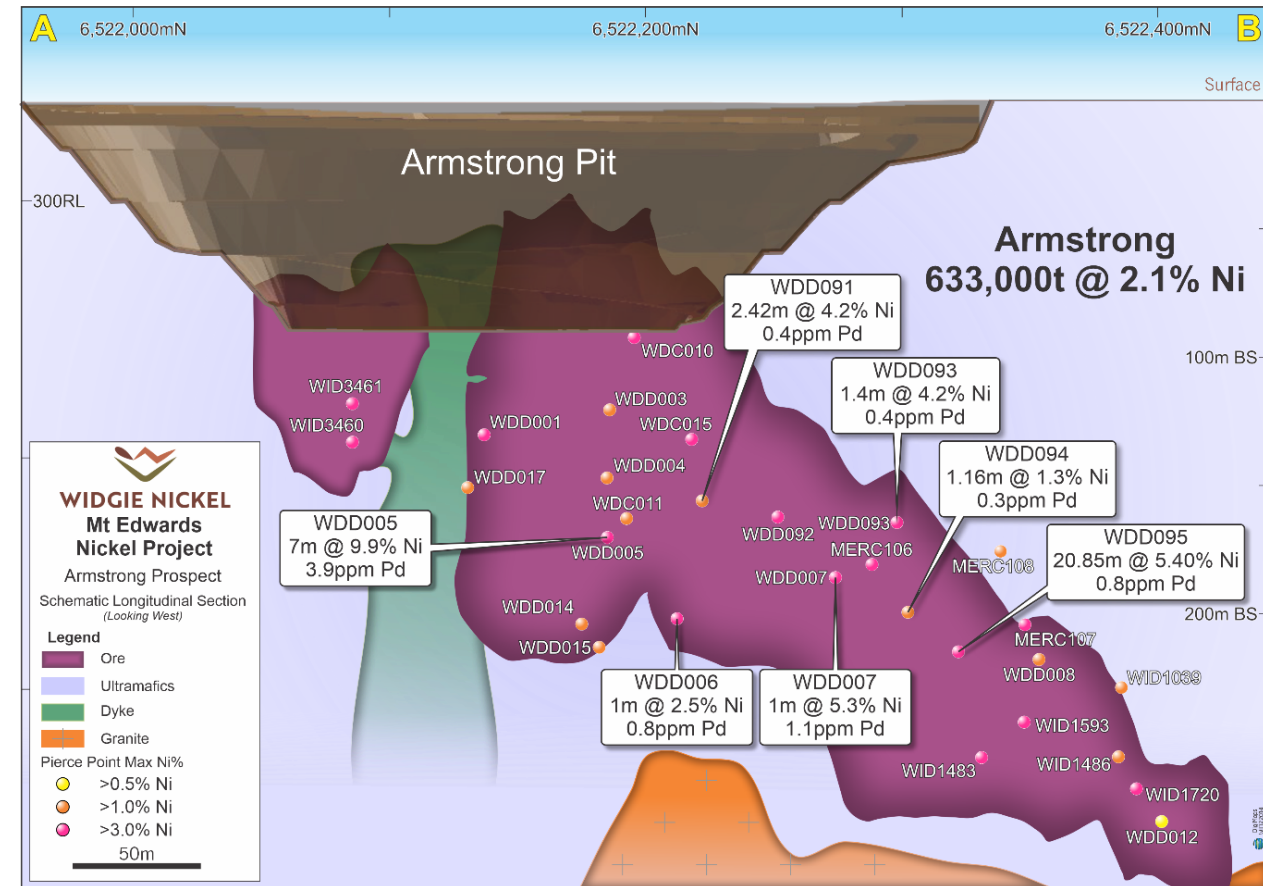 A
6,522,000mN
6,522,200mN
6,522,400mN
B
Surface
Armstrong Pit
300RL
Armstrong
633,000t @ 2.1% Ni
WDD091
2.42m @ 4.2% Ni
0.4ppm Pd
WDC010
100m BS
WDD093
1.4m @ 4.2% Ni
0.4ppm Pd
WID3461
WID3460
WDD003
WDD001
WDC015
WDD094
1.16m @ 1.3% Ni
0.3ppm Pd
WDD017
WDD004
WDC011
WDD005
7m @ 9.9% Ni
3.9ppm Pd
WDD005
WDD092
WDD093
MERC106
WDD007
MERC108
WDD095
20.85m @ 5.40% Ni
0.8ppm Pd
WDD014
WDD015
200m BS
MERC107
WDD008
WID1039
WDD006
1m @ 2.5% Ni
0.8ppm Pd
WDD007
1m @ 5.3% Ni
1.1ppm Pd
WID1593
WID1483
WID1486
WID1720
WDD012
WIDGIE NICKEL
Mt Edwards
Nickel Project
Armstrong Prospect
Schematic Longitudinal Section
(Looking West)
Legend
Ore
Ultramafics
Dyke
Granite
Pierce Point Max Ni%
>0.5% Ni
>1.0% Ni
>3.0% Ni
50m